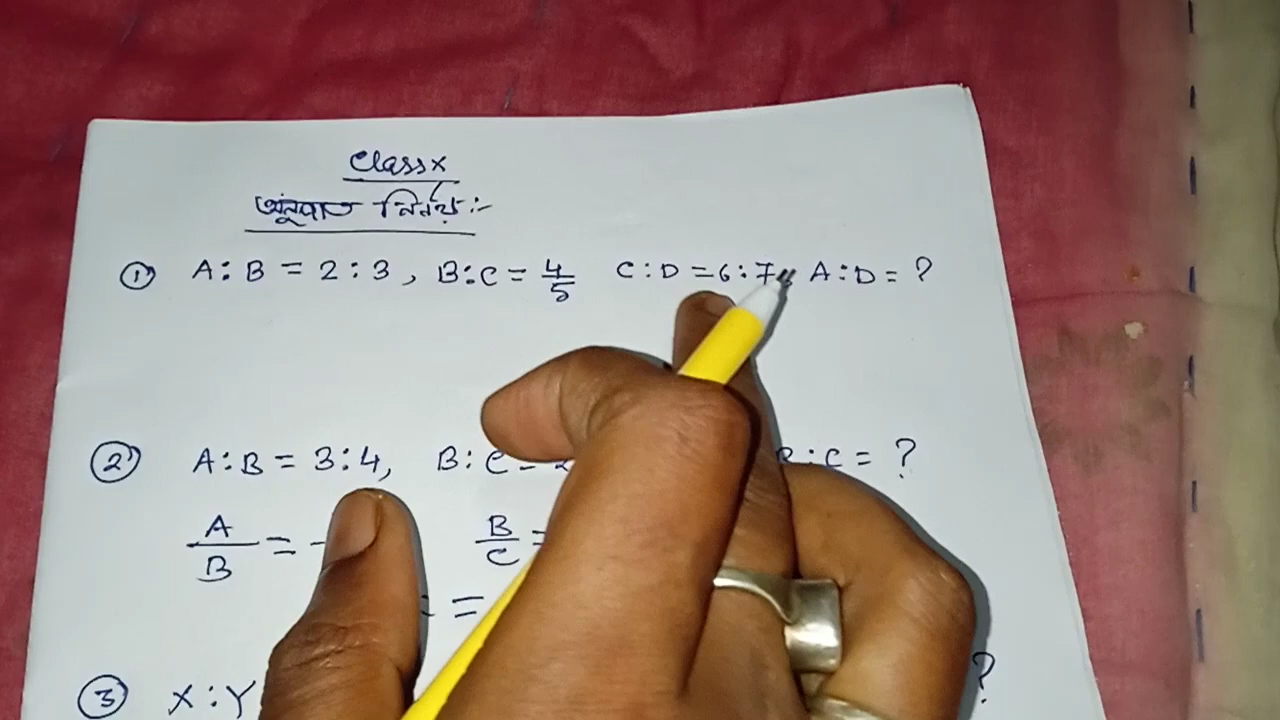 Class X
অনুপাত নির্ণয় :-
① A : B = 2 : 3 , B : C = 4/5 C : D = 6 : 7, A : D = ?
② A : B = 3 : 4, B : C = : C = ?
A/B = B/C =
=
③ X : Y ?